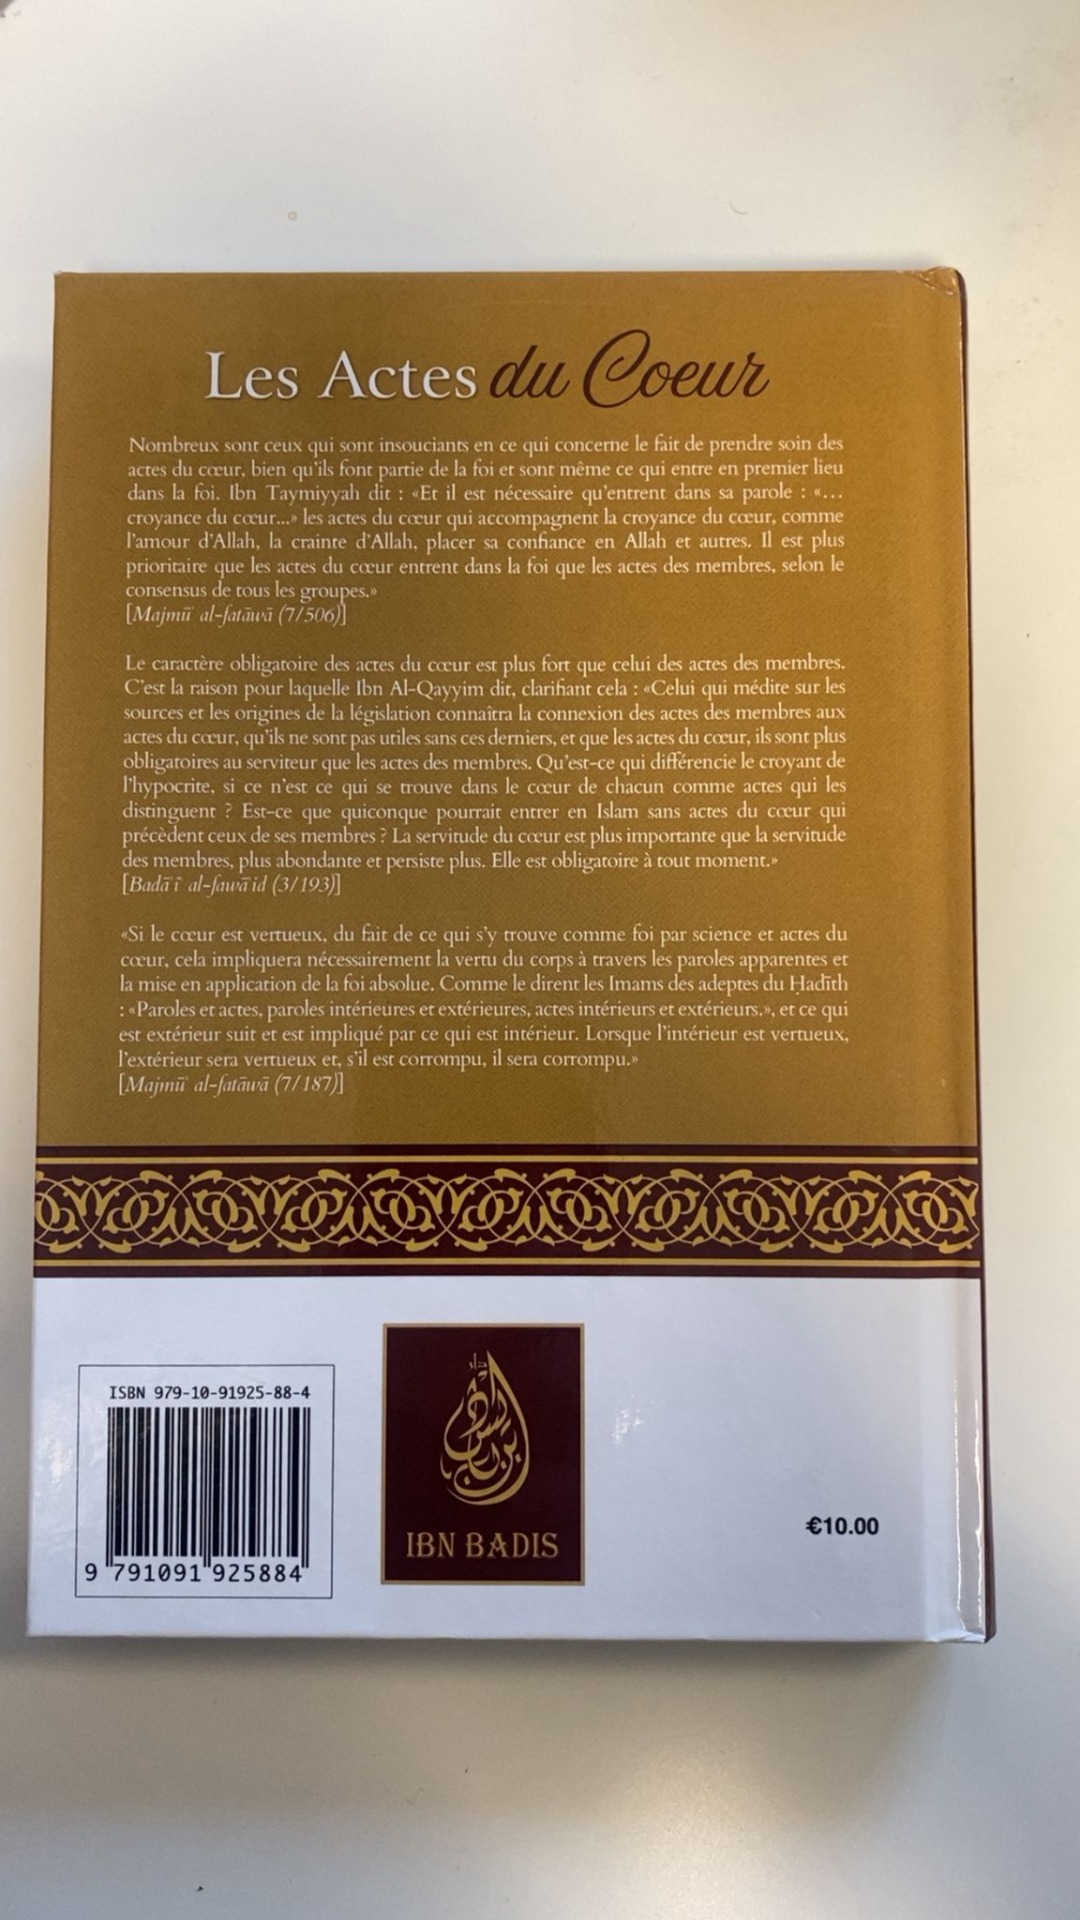 Les Actes du Coeur
Nombreux sont ceux qui sont insouciants en ce qui concerne le fait de prendre soin des
actes du cœur, bien qu'ils font partie de la foi et sont même ce qui entre en premier lieu
dans la foi. Ibn Taymiyyah dit : «Et il est nécessaire qu'entrent dans sa parole : «...
croyance du cœur...» les actes du cœur qui accompagnent la croyance du cœur, comme
l'amour d'Allah, la crainte d'Allah, placer sa confiance en Allah et autres. Il est plus
prioritaire que les actes du cœur entrent dans la foi que les actes des membres, selon le
consensus de tous les groupes.»
[Majmū' al-fatāwā (7/506)]
Le caractère obligatoire des actes du cœur est plus fort que celui des actes des membres.
C'est la raison pour laquelle Ibn Al-Qayyim dit, clarifiant cela : «Celui qui médite sur les
sources et les origines de la législation connaîtra la connexion des actes des membres aux
actes du cœur, qu'ils ne sont pas utiles sans ces derniers, et que les actes du cœur, ils sont plus
obligatoires au serviteur que les actes des membres. Qu'est-ce qui différencie le croyant de
l'hypocrite, si ce n'est ce qui se trouve dans le cœur de chacun comme actes qui les
distinguent ? Est-ce que quiconque pourrait entrer en Islam sans actes du cœur qui
précèdent ceux de ses membres ? La servitude du cœur est plus importante que la servitude
des membres, plus abondante et persiste plus. Elle est obligatoire à tout moment.»
[Badā'i' al-fawā'id (3/193)]
«Si le cœur est vertueux, du fait de ce qui s'y trouve comme foi par science et actes du
cœur, cela impliquera nécessairement la vertu du corps à travers les paroles apparentes et
la mise en application de la foi absolue. Comme le dirent les Imams des adeptes du Ḥadīth
: «Paroles et actes, paroles intérieures et extérieures, actes intérieurs et extérieurs.», et ce qui
est extérieur suit et est impliqué par ce qui est intérieur. Lorsque l'intérieur est vertueux,
l'extérieur sera vertueux et, s'il est corrompu, il sera corrompu.»
[Majmū' al-fatāwā (7/187)]
ISBN 979-10-91925-88-4
9 791091 925884
دار
ابن باديس
IBN BADIS
€10.00